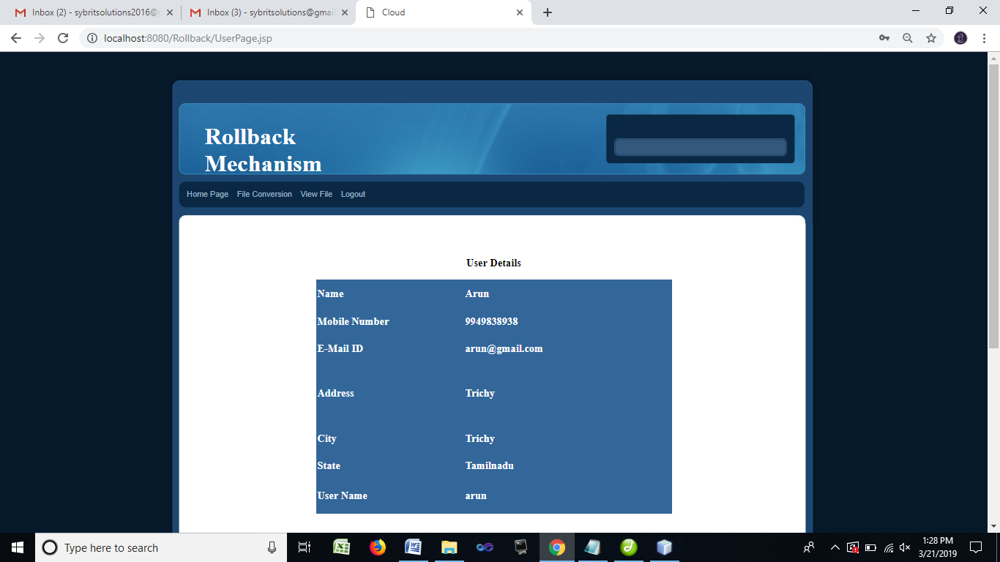 Inbox (2) - sybritsolutions2016@
Inbox (3) - sybritsolutions@gmai
Cloud
localhost:8080/Rollback/UserPage.jsp
Rollback
Mechanism
Home Page File Conversion View File Logout
User Details
Name Arun
Mobile Number 9949838938
E-Mail ID arun@gmail.com
Address Trichy
City Trichy
State Tamilnadu
User Name arun
Type here to search
1:28 PM
3/21/2019